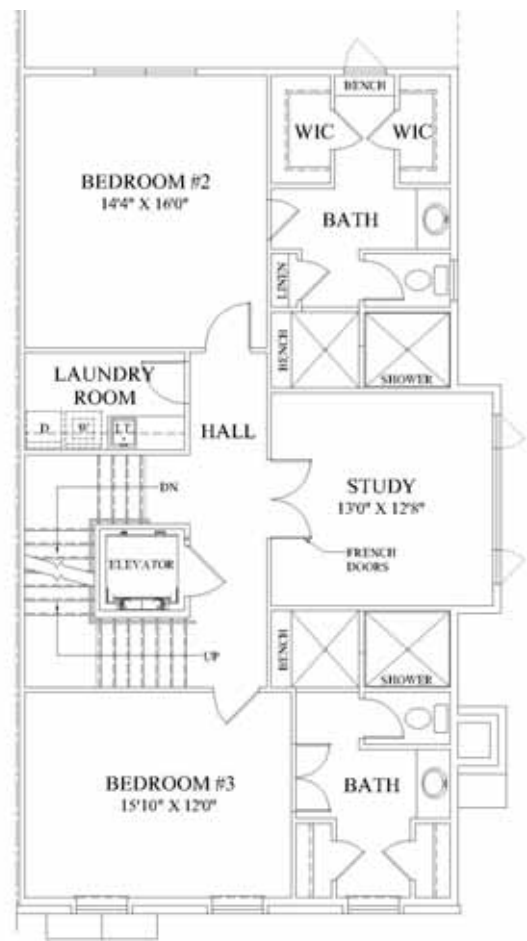 BENCH
WIC
WIC
BEDROOM #2
14'4" X 16'0"
BATH
LINEN
BENCH
SHOWER
LAUNDRY
ROOM
D
W
LT
HALL
DN
STUDY
13'0" X 12'8"
ELEVATOR
FRENCH
DOORS
BENCH
UP
SHOWER
BEDROOM #3
15'10" X 12'0"
BATH